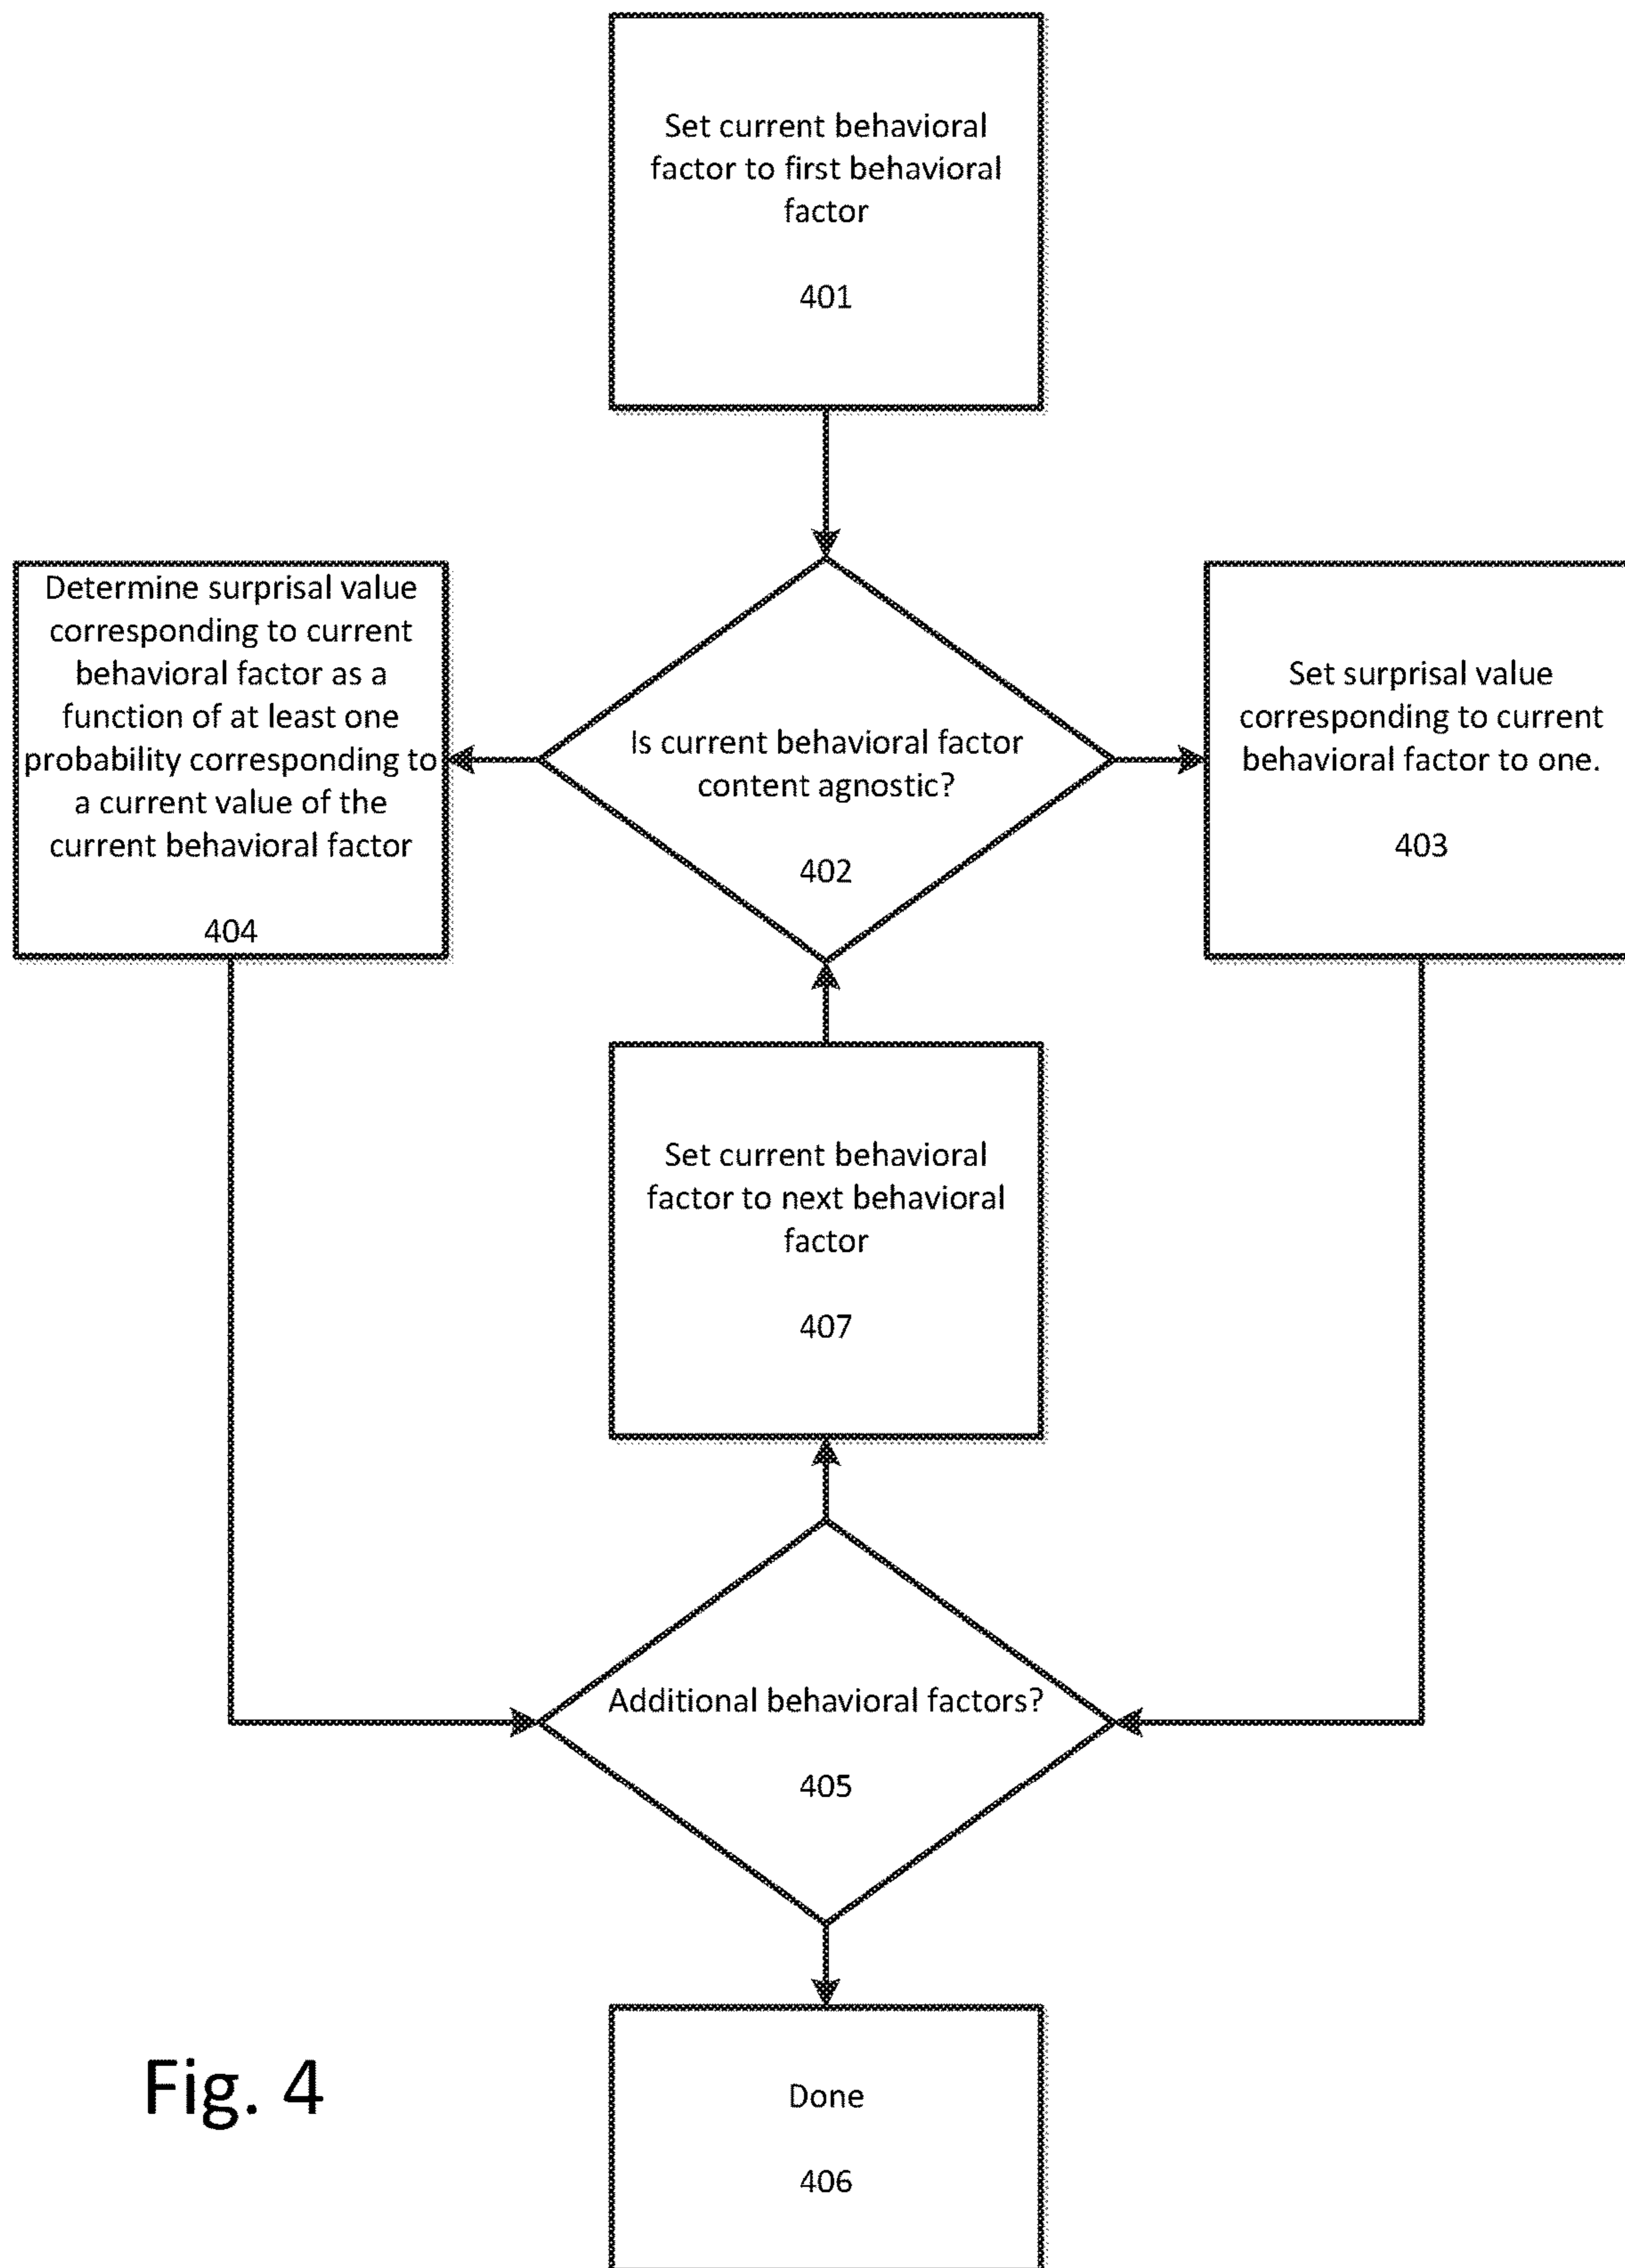 Set current behavioral
factor to first behavioral
factor
401
Determine surprisal value
corresponding to current
behavioral factor as a
function of at least one
probability corresponding to
a current value of the
current behavioral factor
404
Is current behavioral factor
content agnostic?
402
Set surprisal value
corresponding to current
behavioral factor to one.
403
Set current behavioral
factor to next behavioral
factor
407
Additional behavioral factors?
405
Done
406
Fig. 4